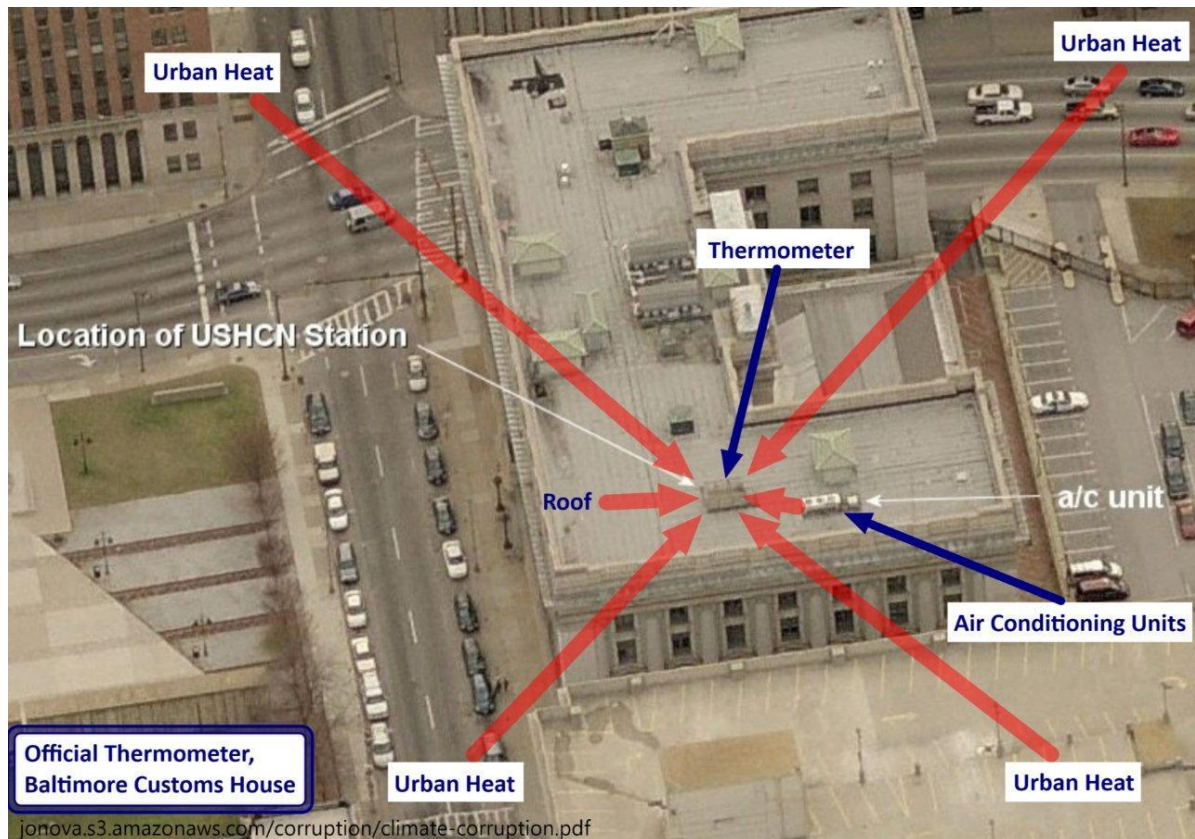 Urban Heat
Urban Heat
Thermometer
Location of USHCN Station
Roof
a/c unit
Air Conditioning Units
Official Thermometer,
Baltimore Customs House
Urban Heat
Urban Heat
jonova.s3.amazonaws.com/corruption/climate-corruption.pdf